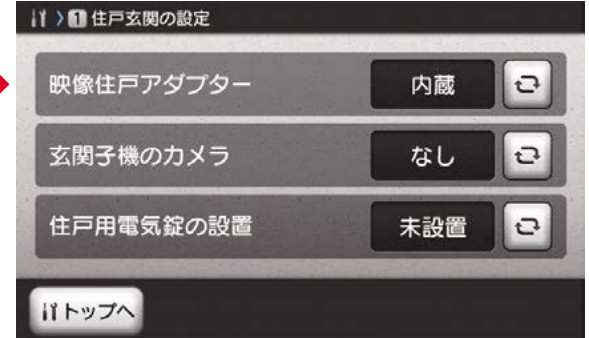 〉1 住戸玄関の設定
映像住戸アダプター 内蔵
玄関子機のカメラ なし
住戸用電気錠の設置 未設置
トップへ